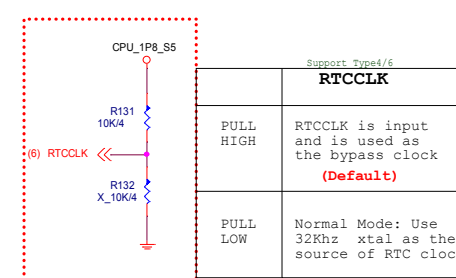 CPU_1P8_S5
R131
10K/4
(6) RTCCLK
R132
X_10K/4
Support Type4/6
RTCCLK
PULL HIGH
RTCCLK is input
and is used as
the bypass clock
(Default)
PULL LOW
Normal Mode: Use
32Khz xtal as the
source of RTC cloc